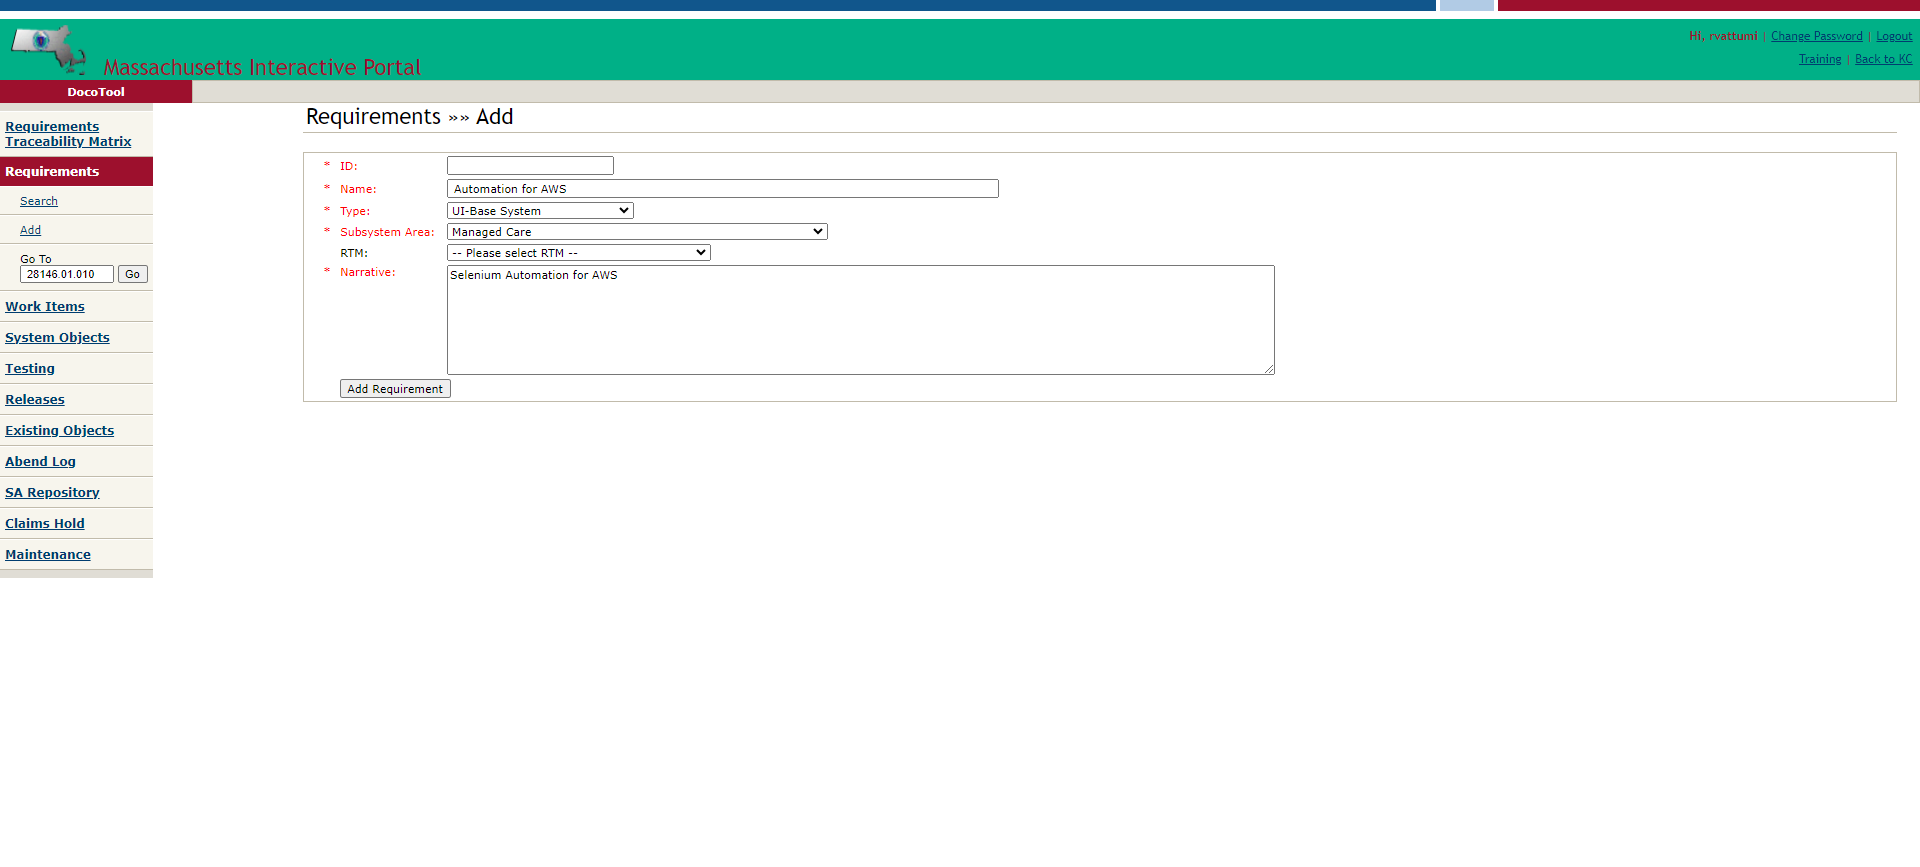 Hi, rvattumi | Change Password | Logout
Training | Back to KC
Massachusetts Interactive Portal
DocoTool
Requirements
Traceability Matrix
Requirements
Search
Add
Go To
28146.01.010 Go
Work Items
System Objects
Testing
Releases
Existing Objects
Abend Log
SA Repository
Claims Hold
Maintenance
Requirements »» Add
* ID:
* Name: Automation for AWS
* Type: UI-Base System
* Subsystem Area: Managed Care
RTM: -- Please select RTM --
* Narrative: Selenium Automation for AWS
Add Requirement